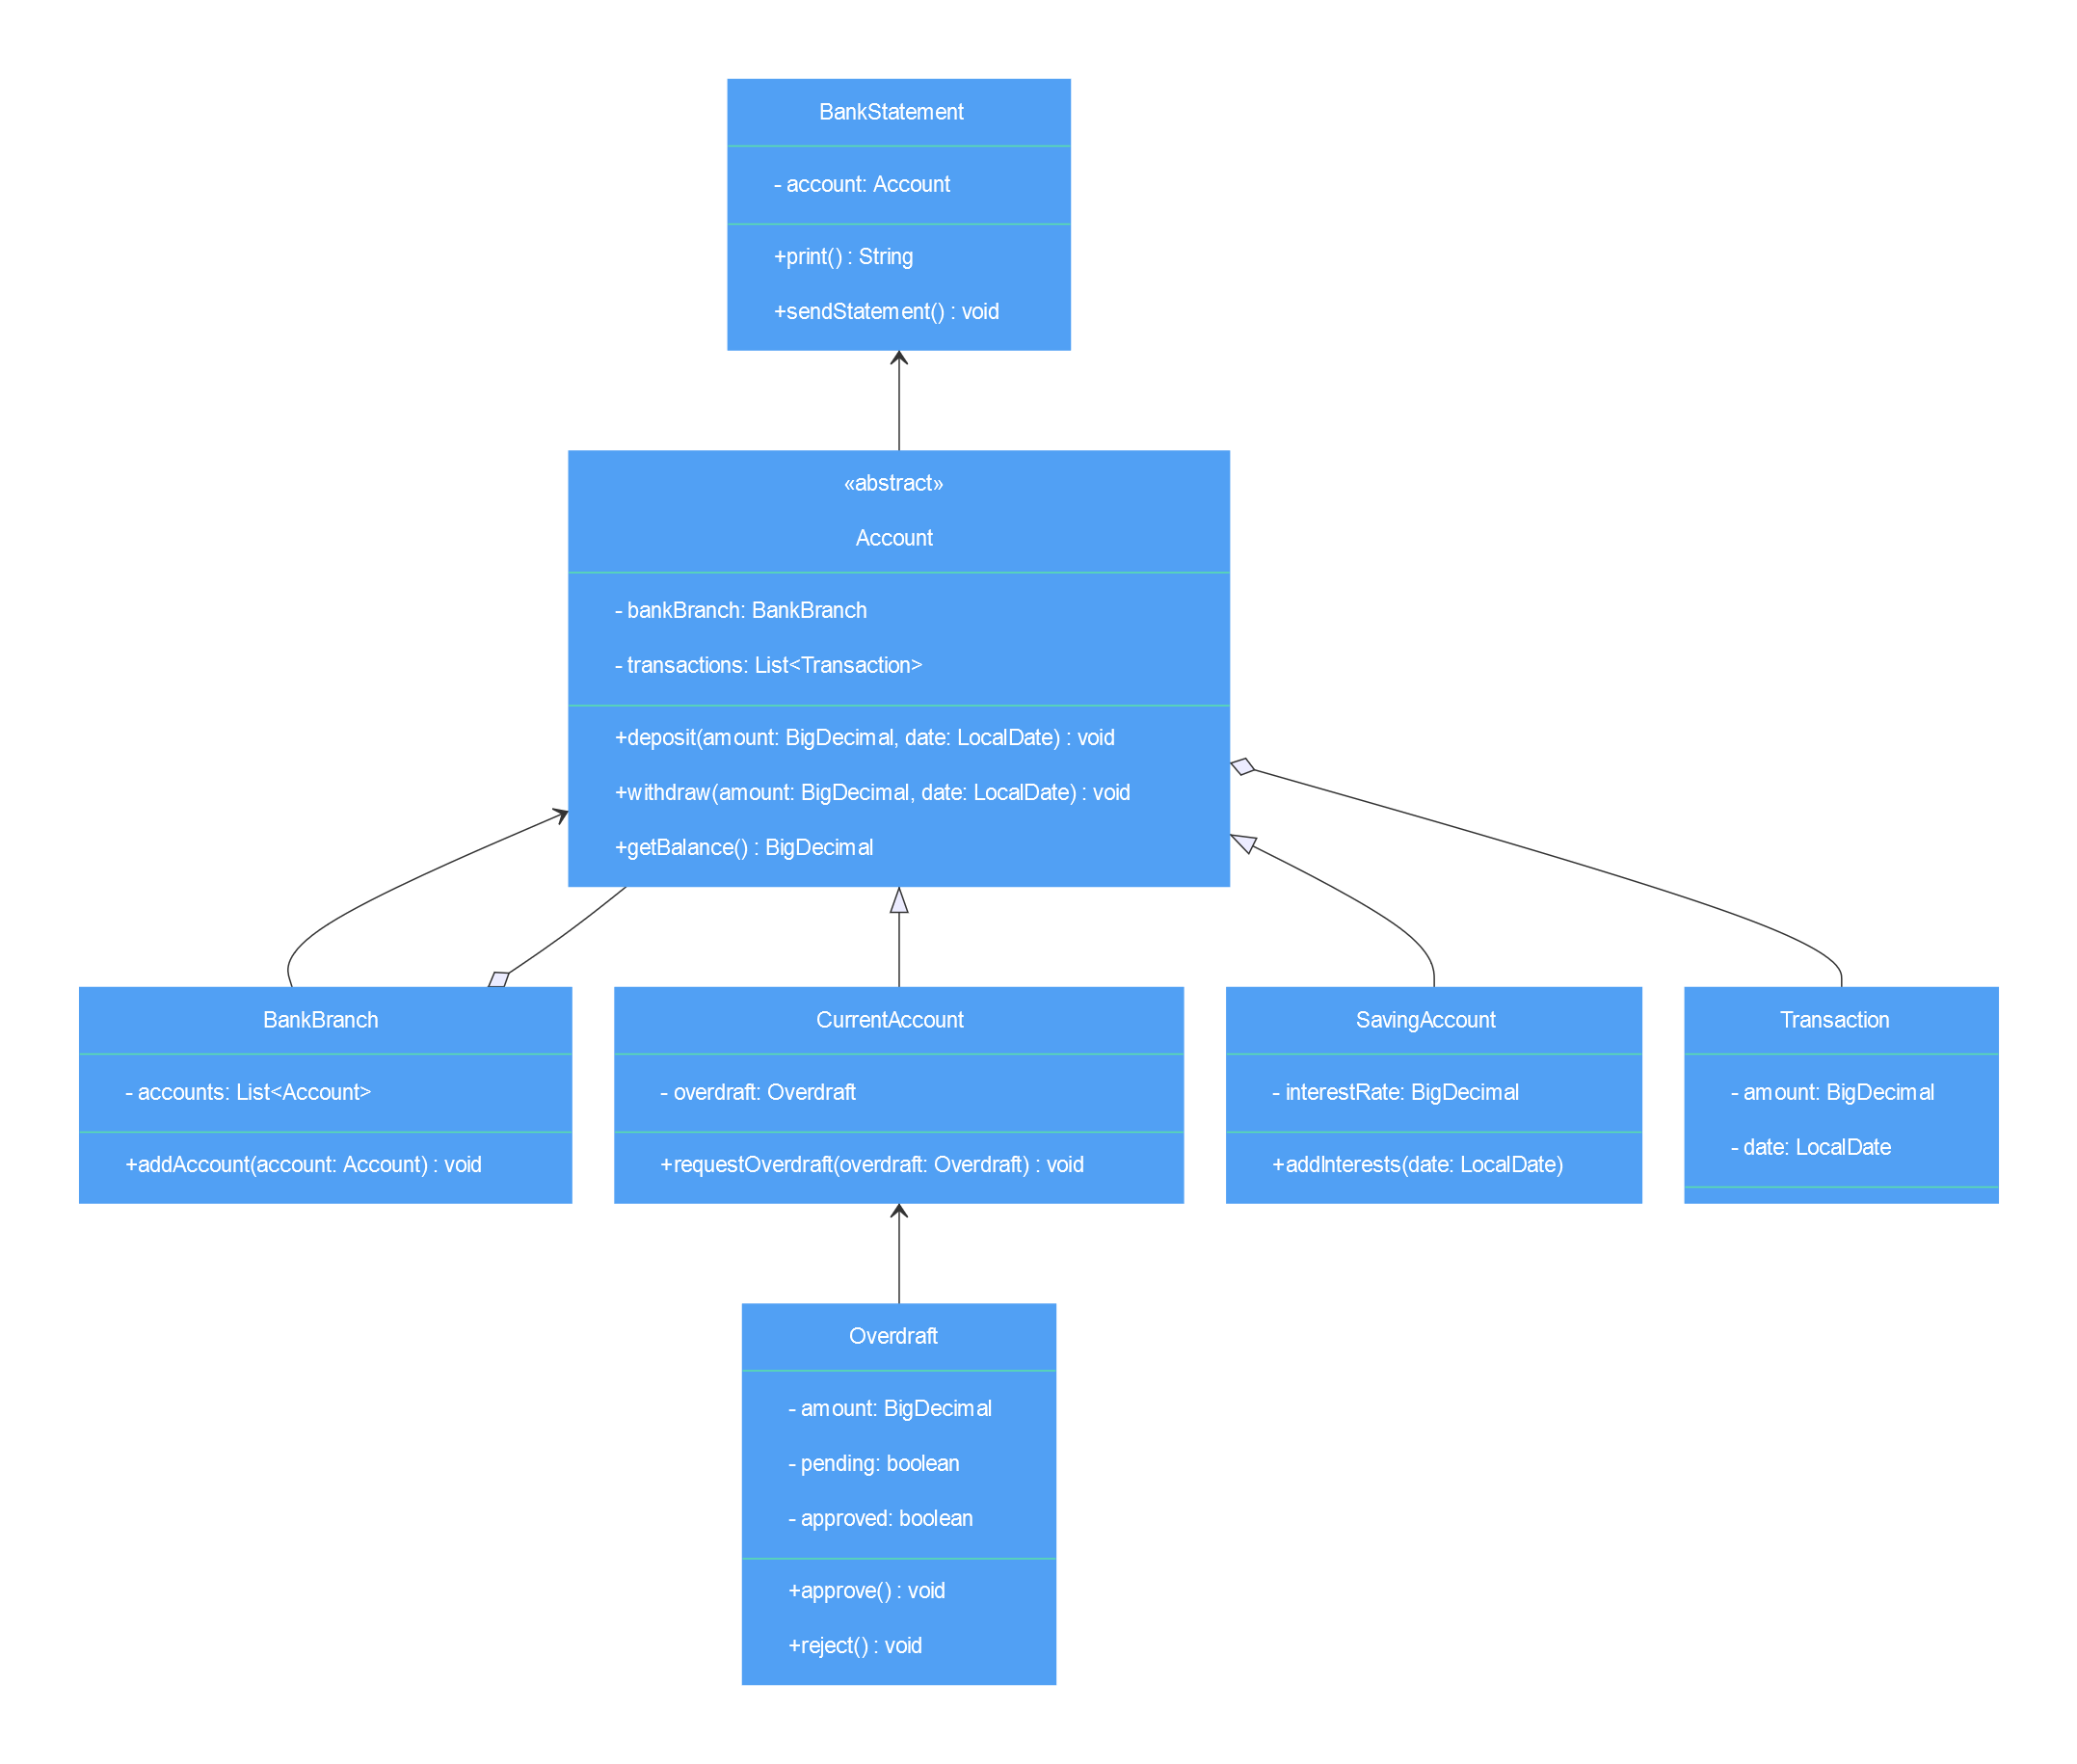 BankStatement
- account: Account
+print() : String
+sendStatement() : void
«abstract»
Account
- bankBranch: BankBranch
- transactions: List<Transaction>
+deposit(amount: BigDecimal, date: LocalDate) : void
+withdraw(amount: BigDecimal, date: LocalDate) : void
+getBalance() : BigDecimal
BankBranch
- accounts: List<Account>
+addAccount(account: Account) : void
CurrentAccount
- overdraft: Overdraft
+requestOverdraft(overdraft: Overdraft) : void
SavingAccount
- interestRate: BigDecimal
+addInterests(date: LocalDate)
Transaction
- amount: BigDecimal
- date: LocalDate
Overdraft
- amount: BigDecimal
- pending: boolean
- approved: boolean
+approve() : void
+reject() : void